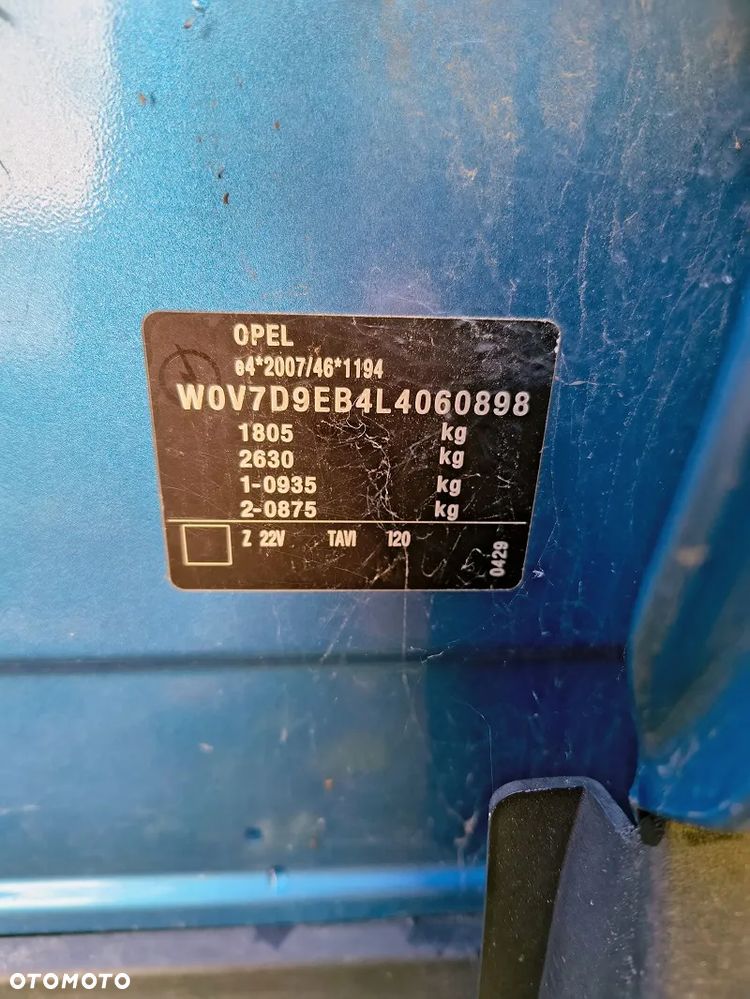 OPEL
e4*2007/46*1194
W0V7D9EB4L4060898
1805 kg
2630 kg
1-0935 kg
2-0875 kg
Z 22V TAVI 120
0429
OTOMOTO